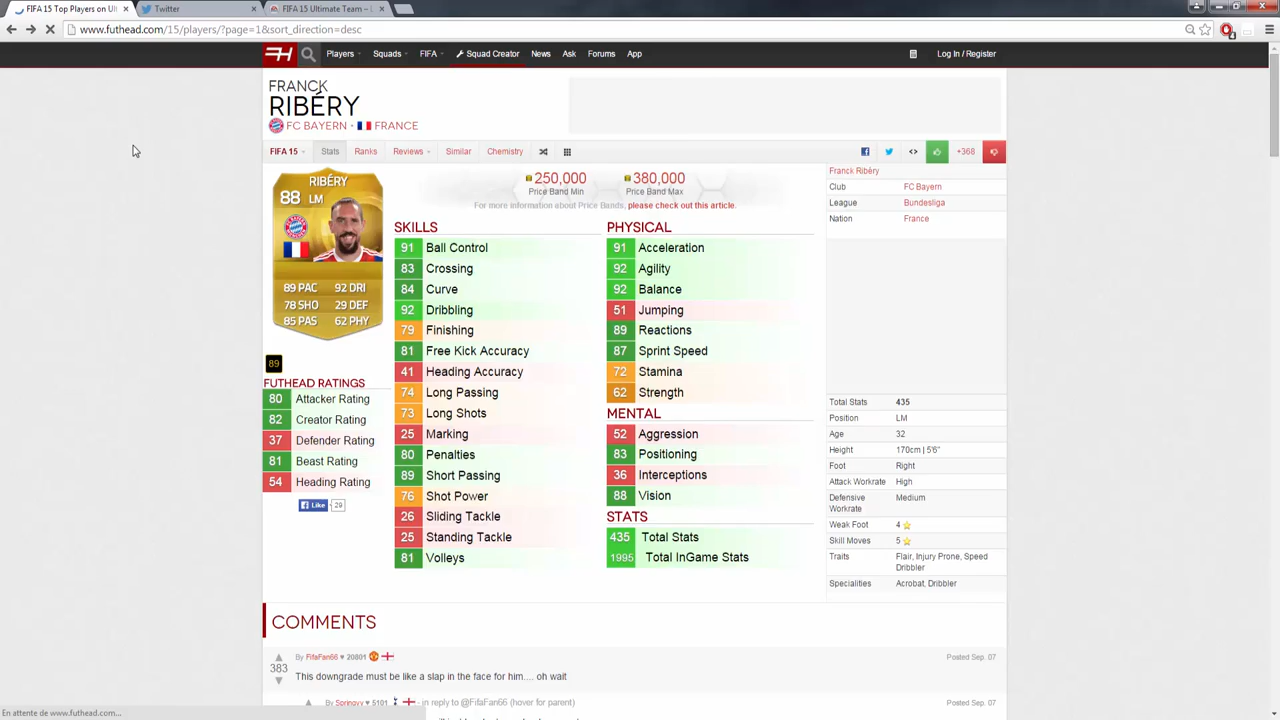 FIFA 15 Top Players on Ul × Twitter × FIFA 15 Ultimate Team – L ×
www.futhead.com/15/players/?page=1&sort_direction=desc
FH Players Squads FIFA Squad Creator News Ask Forums App Log In / Register
FRANCK
RIBÉRY
FC BAYERN • FRANCE
FIFA 15 Stats Ranks Reviews Similar Chemistry <> +368
RIBÉRY
88 LM
89 PAC 92 DRI
78 SHO 29 DEF
85 PAS 62 PHY
89
FUTHEAD RATINGS
80 Attacker Rating
82 Creator Rating
37 Defender Rating
81 Beast Rating
54 Heading Rating
Like 29
250,000 380,000
Price Band Min Price Band Max
For more information about Price Bands, please check out this article.
SKILLS
91 Ball Control
83 Crossing
84 Curve
92 Dribbling
79 Finishing
81 Free Kick Accuracy
41 Heading Accuracy
74 Long Passing
73 Long Shots
25 Marking
80 Penalties
89 Short Passing
76 Shot Power
26 Sliding Tackle
25 Standing Tackle
81 Volleys
PHYSICAL
91 Acceleration
92 Agility
92 Balance
51 Jumping
89 Reactions
87 Sprint Speed
72 Stamina
62 Strength
MENTAL
52 Aggression
83 Positioning
36 Interceptions
88 Vision
STATS
435 Total Stats
1995 Total InGame Stats
Franck Ribéry
Club FC Bayern
League Bundesliga
Nation France
Total Stats 435
Position LM
Age 32
Height 170cm | 5'6"
Foot Right
Attack Workrate High
Defensive Medium
Workrate
Weak Foot 4
Skill Moves 5
Traits Flair, Injury Prone, Speed
Dribbler
Specialities Acrobat, Dribbler
COMMENTS
By FifaFan66 ♥ 20801 Posted Sep. 07
383
This downgrade must be like a slap in the face for him.... oh wait
By Springyy ♥ 5101 - in reply to @FifaFan66 (hover for parent) Posted Sep. 07
En attente de www.futhead.com...